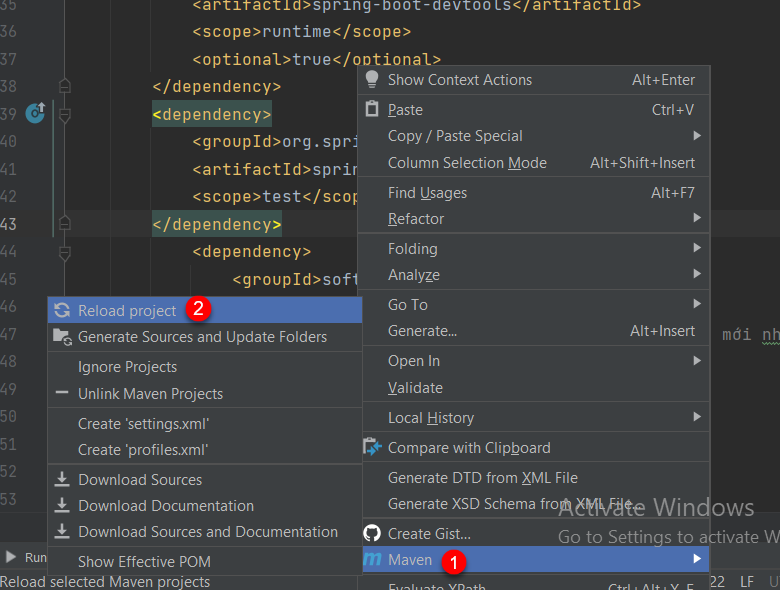 35 <artifactId>spring-boot-devtools</artifactId>
36 <scope>runtime</scope>
37 <optional>true</optional>
38 </dependency>
39 <dependency>
40 <groupId>org.spri
41 <artifactId>sprin
42 <scope>test</scop
43 </dependency>
44 <dependency>
45 <groupId>soft
46
47 mới nh
48
49
50
51
52
53
Show Context Actions Alt+Enter
Paste Ctrl+V
Copy / Paste Special
Column Selection Mode Alt+Shift+Insert
Find Usages Alt+F7
Refactor
Folding
Analyze
Go To
Generate... Alt+Insert
Open In
Validate
Local History
Compare with Clipboard
Generate DTD from XML File
Generate XSD Schema from XML File...
Create Gist...
Maven 1
Evaluate XPath... Ctrl+Alt+X, E
Reload project 2
Generate Sources and Update Folders
Ignore Projects
Unlink Maven Projects
Create 'settings.xml'
Create 'profiles.xml'
Download Sources
Download Documentation
Download Sources and Documentation
Show Effective POM
Activate Windows
Go to Settings to activate W
Run
Reload selected Maven projects
22 LF U